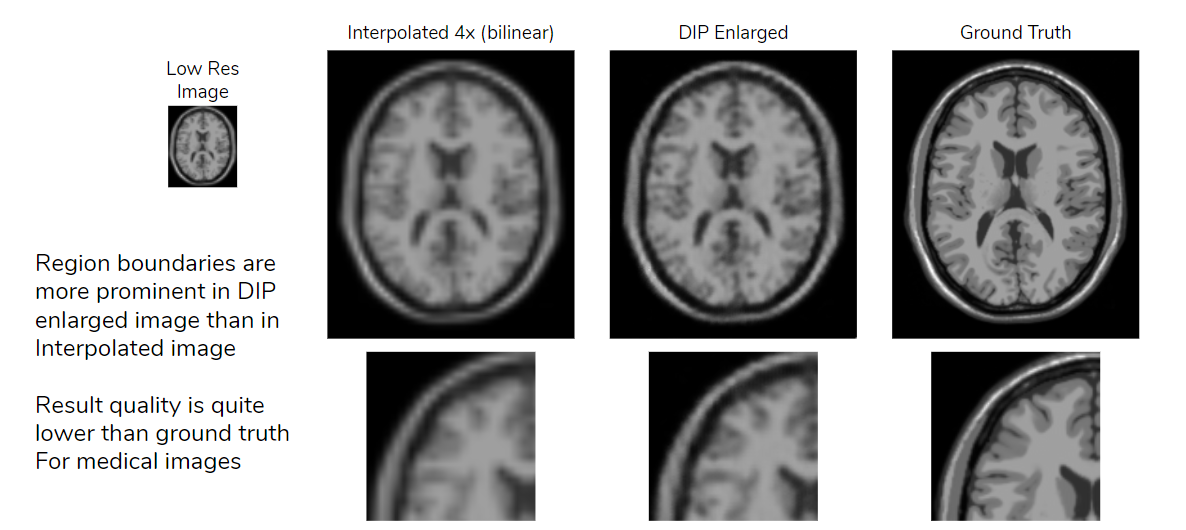 Interpolated 4x (bilinear)
DIP Enlarged
Ground Truth
Low Res
Image
Region boundaries are
more prominent in DIP
enlarged image than in
Interpolated image
Result quality is quite
lower than ground truth
For medical images